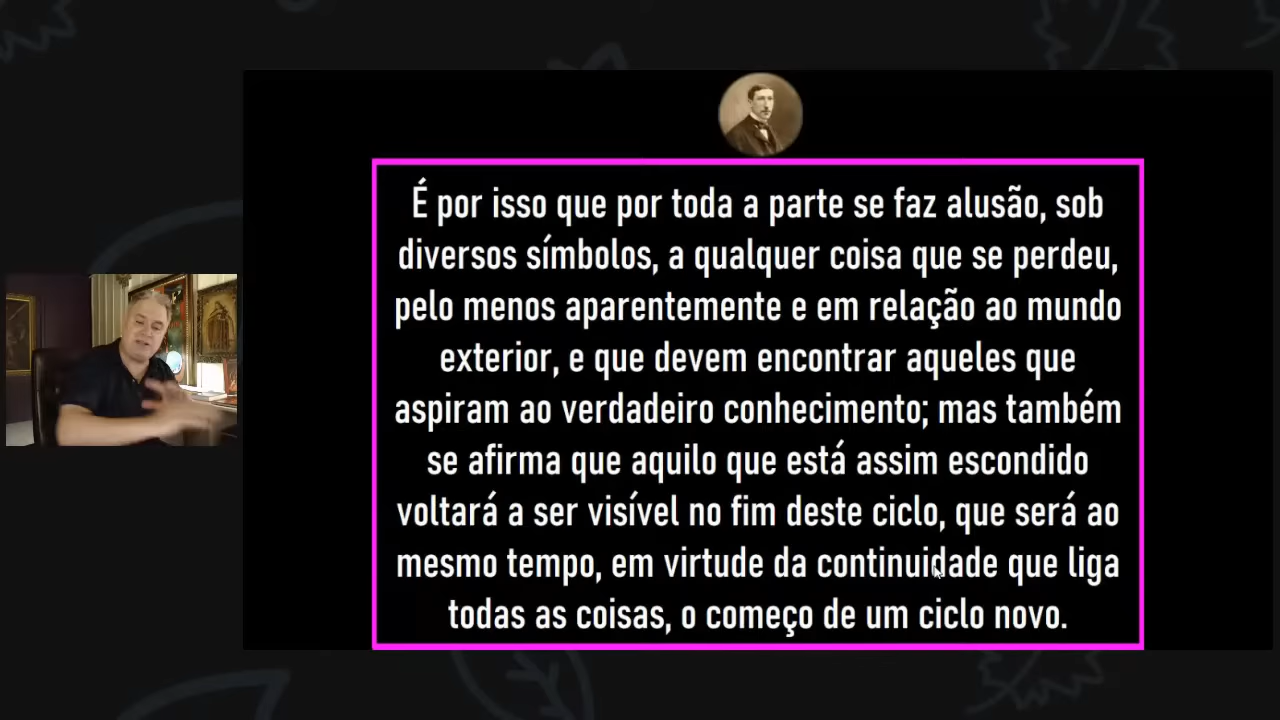 É por isso que por toda a parte se faz alusão, sob
diversos símbolos, a qualquer coisa que se perdeu,
pelo menos aparentemente e em relação ao mundo
exterior, e que devem encontrar aqueles que
aspiram ao verdadeiro conhecimento; mas também
se afirma que aquilo que está assim escondido
voltará a ser visível no fim deste ciclo, que será ao
mesmo tempo, em virtude da continuidade que liga
todas as coisas, o começo de um ciclo novo.